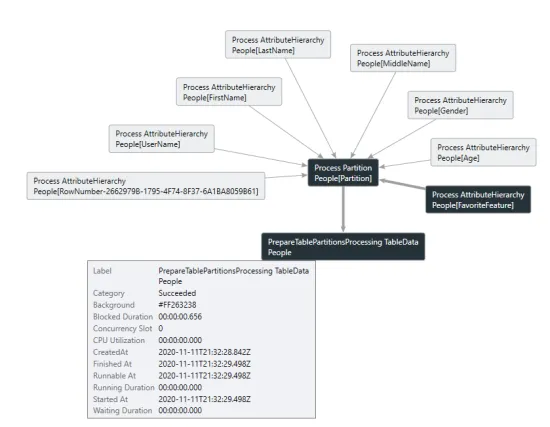 Process AttributeHierarchy
People[LastName]
Process AttributeHierarchy
People[MiddleName]
Process AttributeHierarchy
People[FirstName]
Process AttributeHierarchy
People[Gender]
Process AttributeHierarchy
People[UserName]
Process AttributeHierarchy
People[Age]
Process Partition
People[Partition]
Process AttributeHierarchy
People[RowNumber-2662979B-1795-4F74-8F37-6A1BA8059B61]
Process AttributeHierarchy
People[FavoriteFeature]
PrepareTablePartitionsProcessing TableData
People
Label PrepareTablePartitionsProcessing TableData
People
Category Succeeded
Background #FF263238
Blocked Duration 00:00:00.656
Concurrency Slot 0
CPU Utilization 00:00:00.000
CreatedAt 2020-11-11T21:32:28.842Z
Finished At 2020-11-11T21:32:29.498Z
Runnable At 2020-11-11T21:32:29.498Z
Running Duration 00:00:00.000
Started At 2020-11-11T21:32:29.498Z
Waiting Duration 00:00:00.000